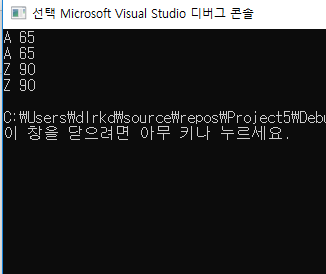 선택 Microsoft Visual Studio 디버그 콘솔
A 65
A 65
Z 90
Z 90
C:₩Users₩dlrkd₩source₩repos₩Project5₩Debu
이 창을 닫으려면 아무 키나 누르세요.